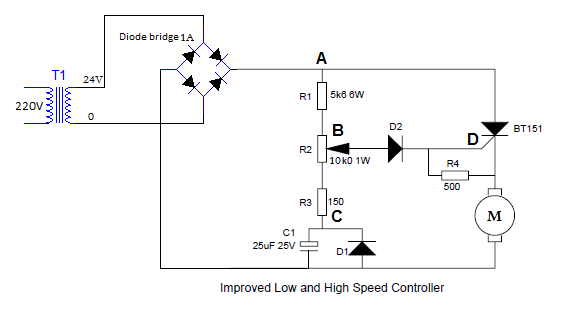 Diode bridge 1A
T1
24V
220V
0
A
R1 5k6 6W
B
R2
10k0 1W
D2
D
BT151
R4
500
R3 150
C
C1
25uF 25V
D1
M
Improved Low and High Speed Controller